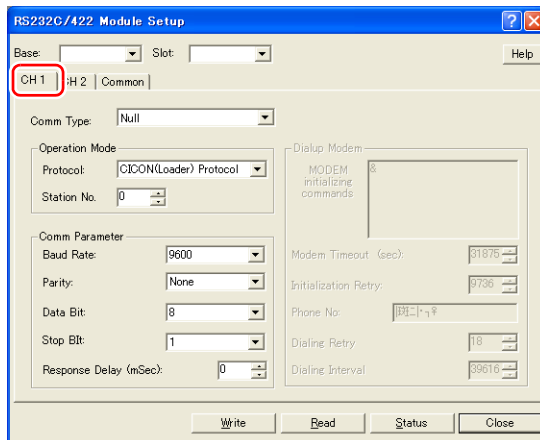 RS232C/422 Module Setup
Base: Slot: Help
CH 1 H 2 Common
Comm Type: Null
Operation Mode
Protocol: CICON(Loader) Protocol
Station No. 0
Comm Parameter
Baud Rate: 9600
Parity: None
Data Bit: 8
Stop BIt: 1
Response Delay (mSec): 0
Dialup Modem
MODEM initializing commands &
Modem Timeout (sec): 31875
Initialization Retry: 9736
Phone No:
Dialing Retry 18
Dialing Interval 39616
Write Read Status Close